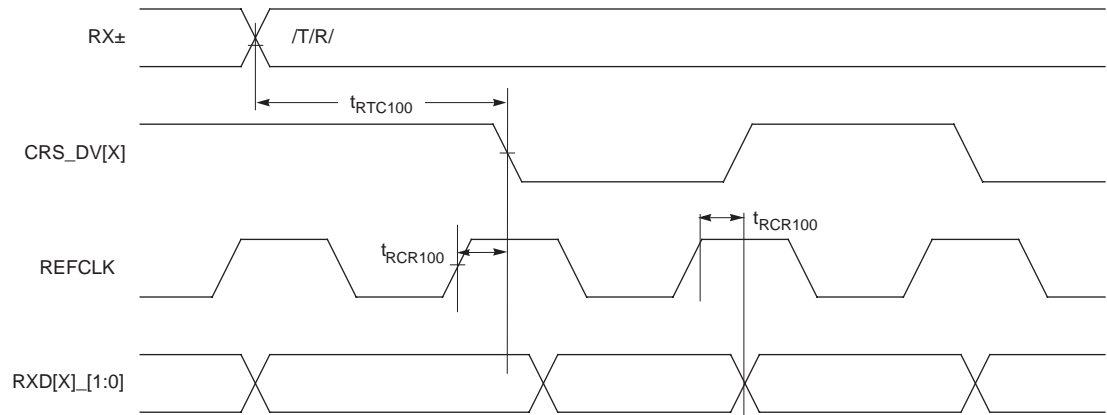 RX±
/T/R/
tRTC100
CRS_DV[X]
tRCR100
tRCR100
REFCLK
RXD[X]_[1:0]